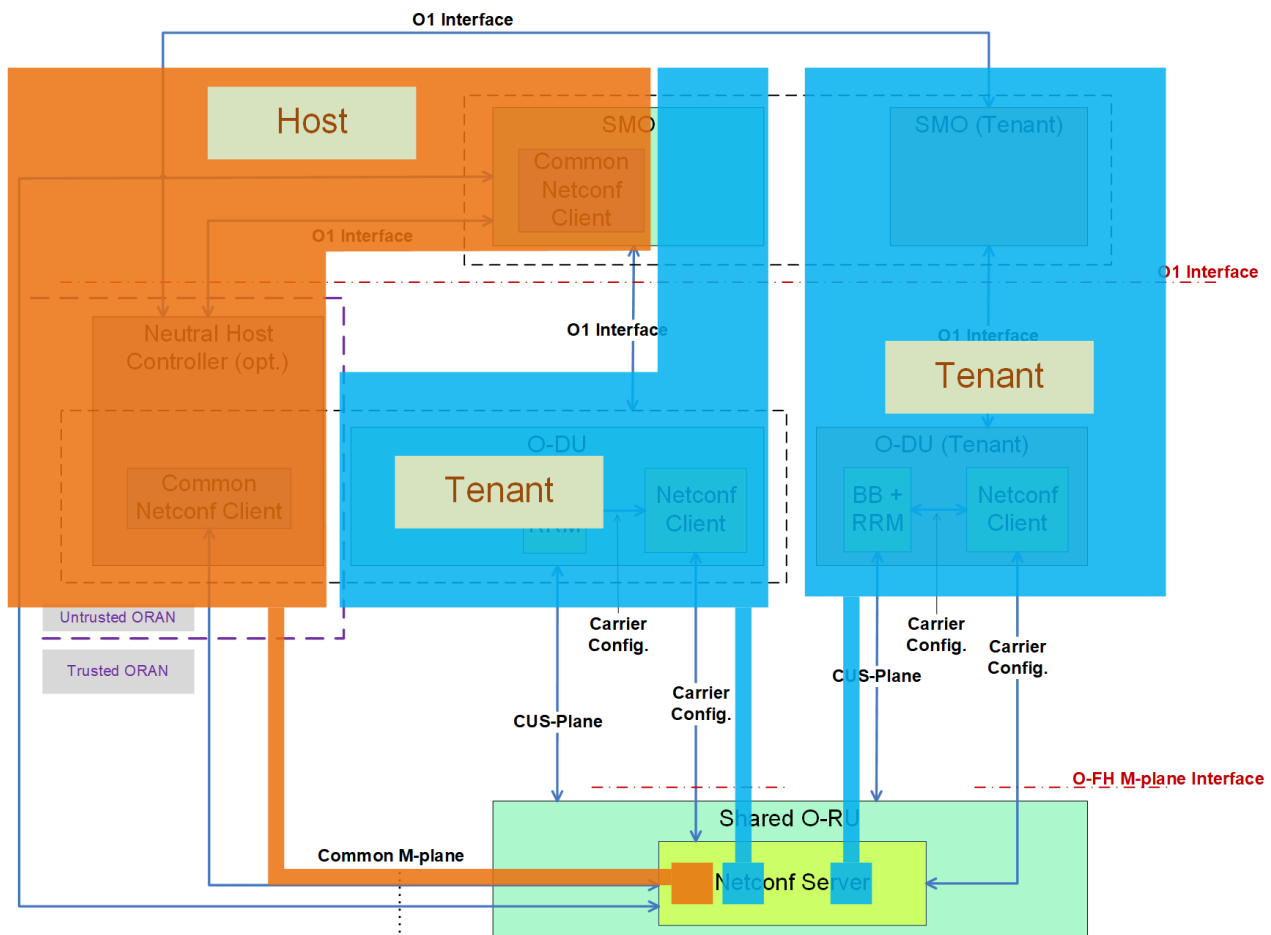 O1 Interface
Host
SMO
SMO (Tenant)
Common
Netconf
Client
O1 Interface
O1 Interface
O1 Interface
O1 Interface
Neutral Host
Controller (opt.)
Tenant
O-DU
O-DU (Tenant)
Tenant
Common
Netconf Client
Netconf
Client
BB +
RRM
Netconf
Client
RRM
Untrusted ORAN
Carrier
Config.
Carrier
Config.
Carrier
Config.
Trusted ORAN
CUS-Plane
Carrier
Config.
CUS-Plane
O-FH M-plane Interface
Shared O-RU
Common M-plane
Netconf Server